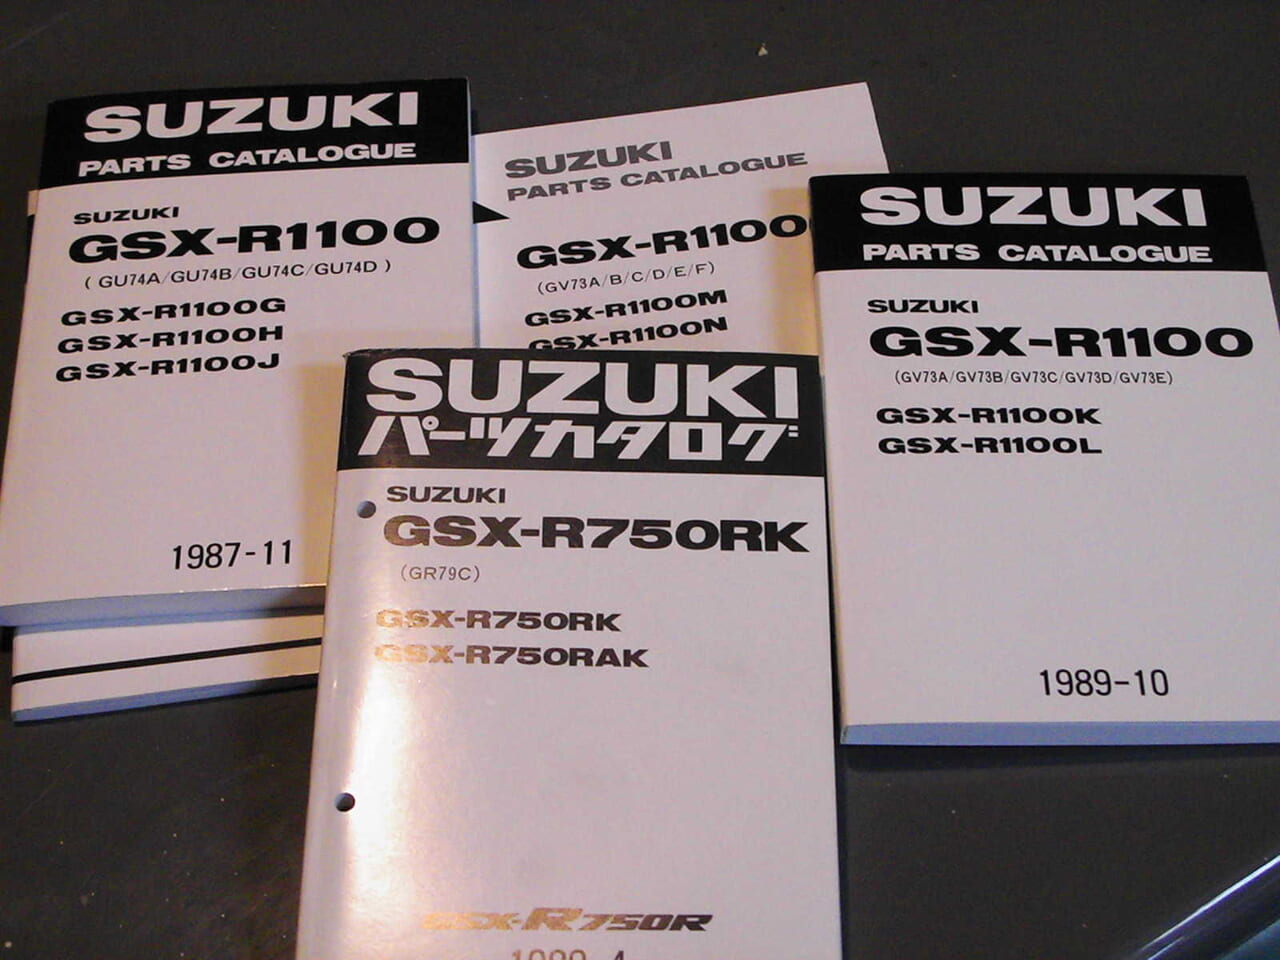 SUZUKI
PARTS CATALOGUE
SUZUKI
GSX-R1100
(GU74A/GU74B/GU74C/GU74D)
GSX-R1100G
GSX-R1100H
GSX-R1100J
1987-11
SUZUKI
PARTS CATALOGUE
GSX-R1100
(GV73A/B/C/D/E/F)
GSX-R1100M
GSX-R1100N
SUZUKI
PARTS CATALOGUE
SUZUKI
GSX-R1100
(GV73A/GV73B/GV73C/GV73D/GV73E)
GSX-R1100K
GSX-R1100L
1989-10
SUZUKI
パーツカタログ
SUZUKI
GSX-R750RK
(GR79C)
GSX-R750RK
GSX-R750RAK
GSX-R750R